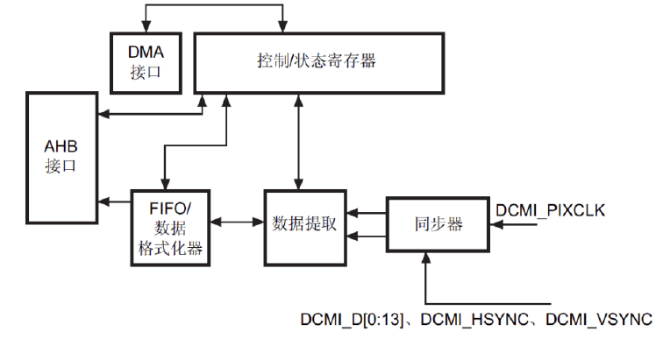 DMA
接口
控制/状态寄存器
AHB
接口
FIFO/
数据
格式化器
数据提取
同步器
DCMI_PIXCLK
DCMI_D[0:13]、DCMI_HSYNC、DCMI_VSYNC